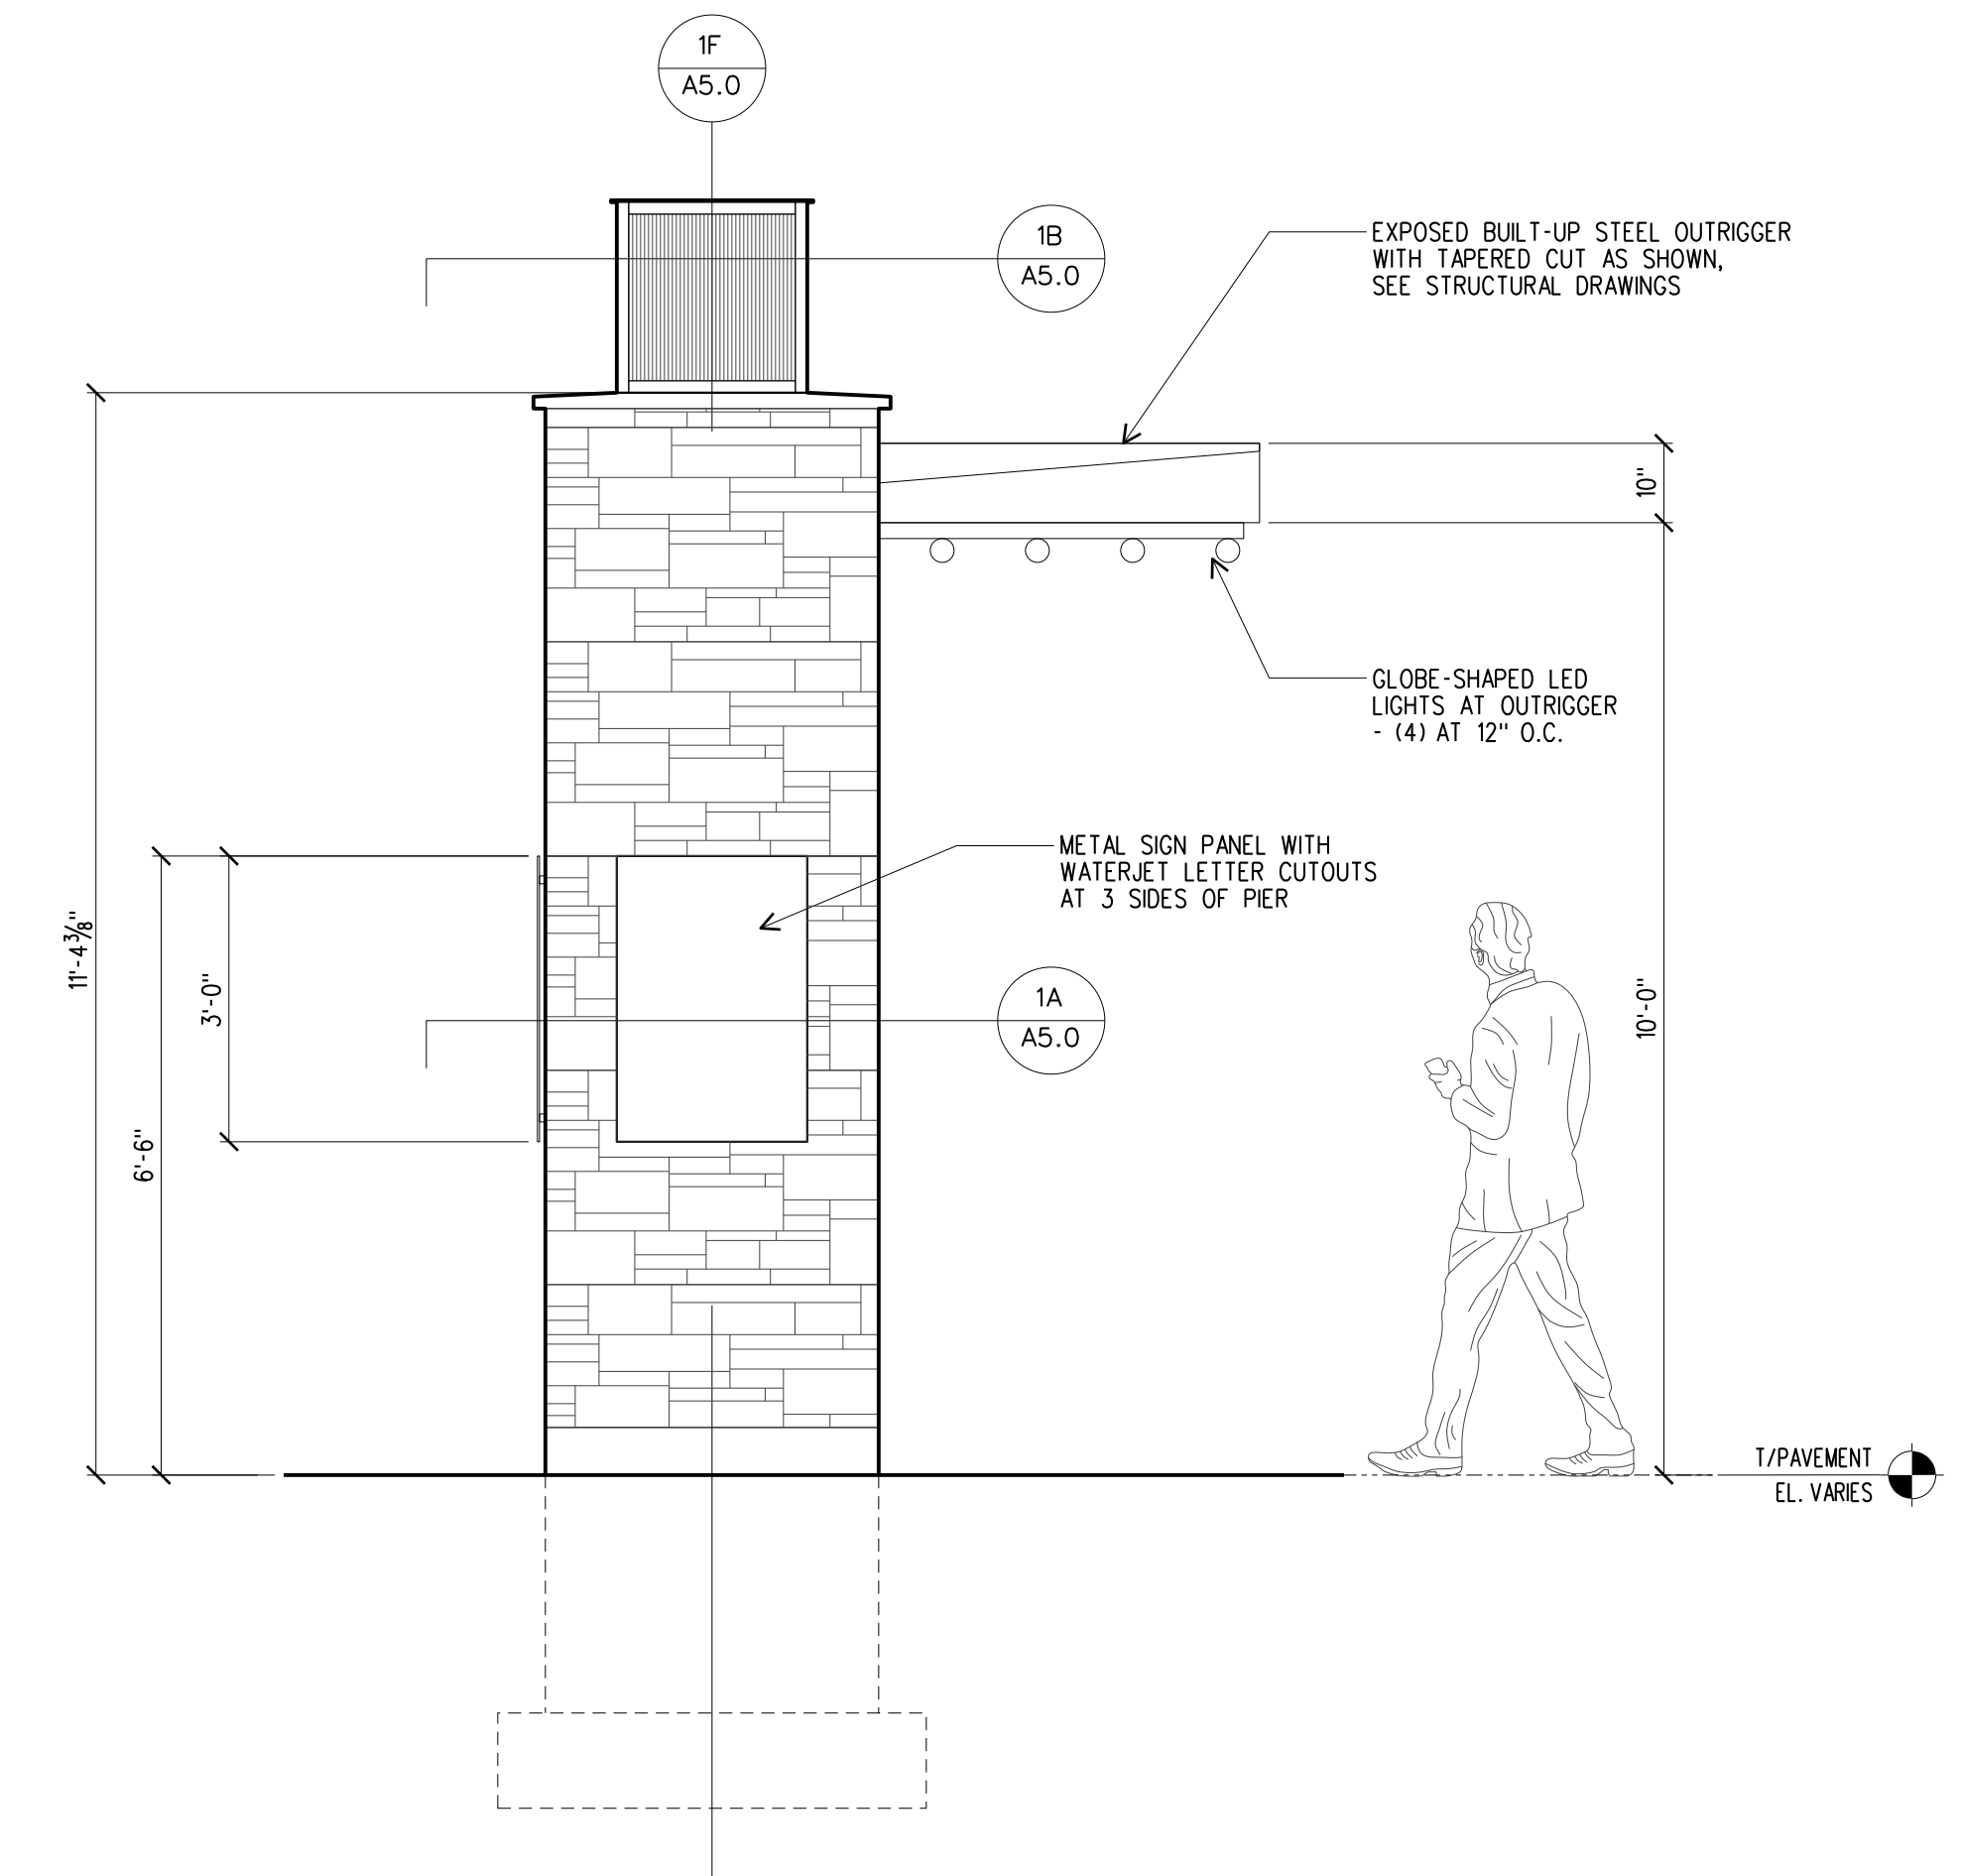 1F
A5.0
1B
A5.0
EXPOSED BUILT-UP STEEL OUTRIGGER
WITH TAPERED CUT AS SHOWN,
SEE STRUCTURAL DRAWINGS
10"
GLOBE-SHAPED LED
LIGHTS AT OUTRIGGER
- (4) AT 12" O.C.
METAL SIGN PANEL WITH
WATERJET LETTER CUTOUTS
AT 3 SIDES OF PIER
11'-4⅜"
3'-0"
1A
A5.0
10'-0"
6'-6"
T/PAVEMENT
EL. VARIES